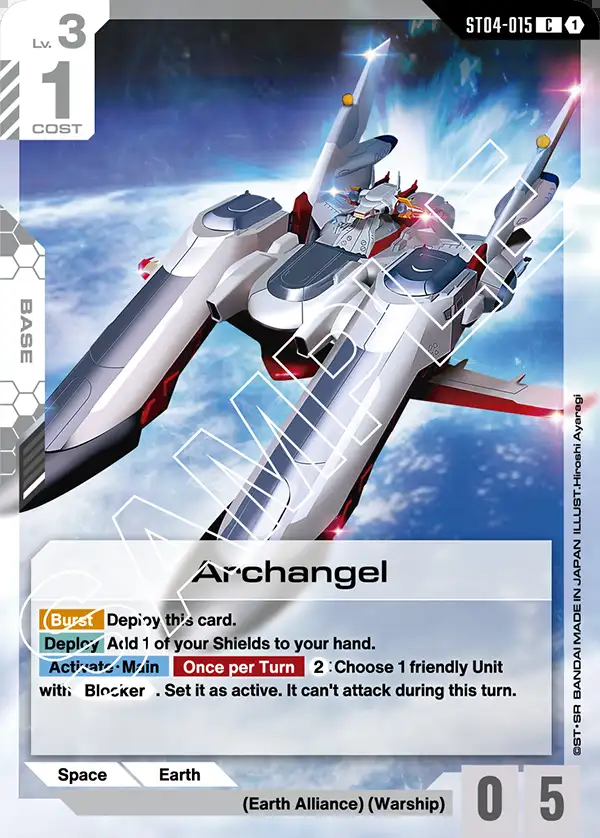 ST04-015 C 1
Lv. 3
1
COST
BASE
SAMPLE
Archangel
Burst Deploy this card.
Deploy Add 1 of your Shields to your hand.
Activate･Main Once per Turn 2 :Choose 1 friendly Unit
with Blocker . Set it as active. It can't attack during this turn.
Space Earth
(Earth Alliance) (Warship)
0 5
©ST･SR BANDAI MADE IN JAPAN ILLUST.Hiroshi Ayaragi